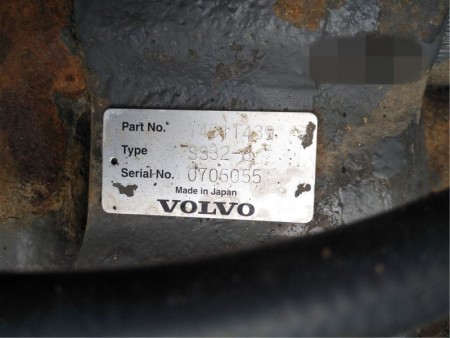 Part No.
Type
Serial No. 0706055
Made in Japan
VOLVO